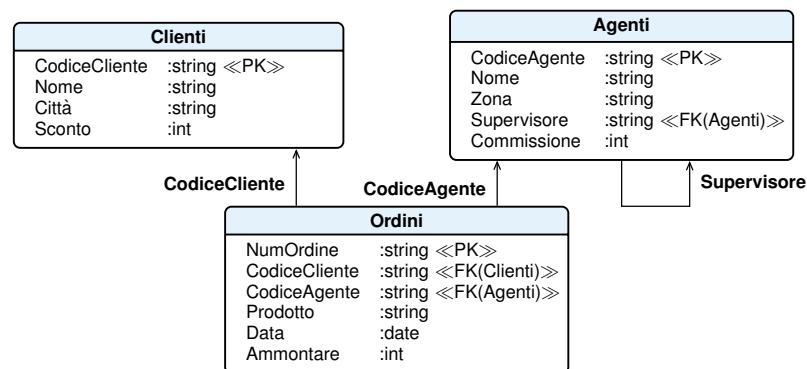 Clienti
CodiceCliente :string ≪PK≫
Nome :string
Città :string
Sconto :int
Agenti
CodiceAgente :string ≪PK≫
Nome :string
Zona :string
Supervisore :string ≪FK(Agenti)≫
Commissione :int
CodiceCliente
CodiceAgente
Supervisore
Ordini
NumOrdine :string ≪PK≫
CodiceCliente :string ≪FK(Clienti)≫
CodiceAgente :string ≪FK(Agenti)≫
Prodotto :string
Data :date
Ammontare :int